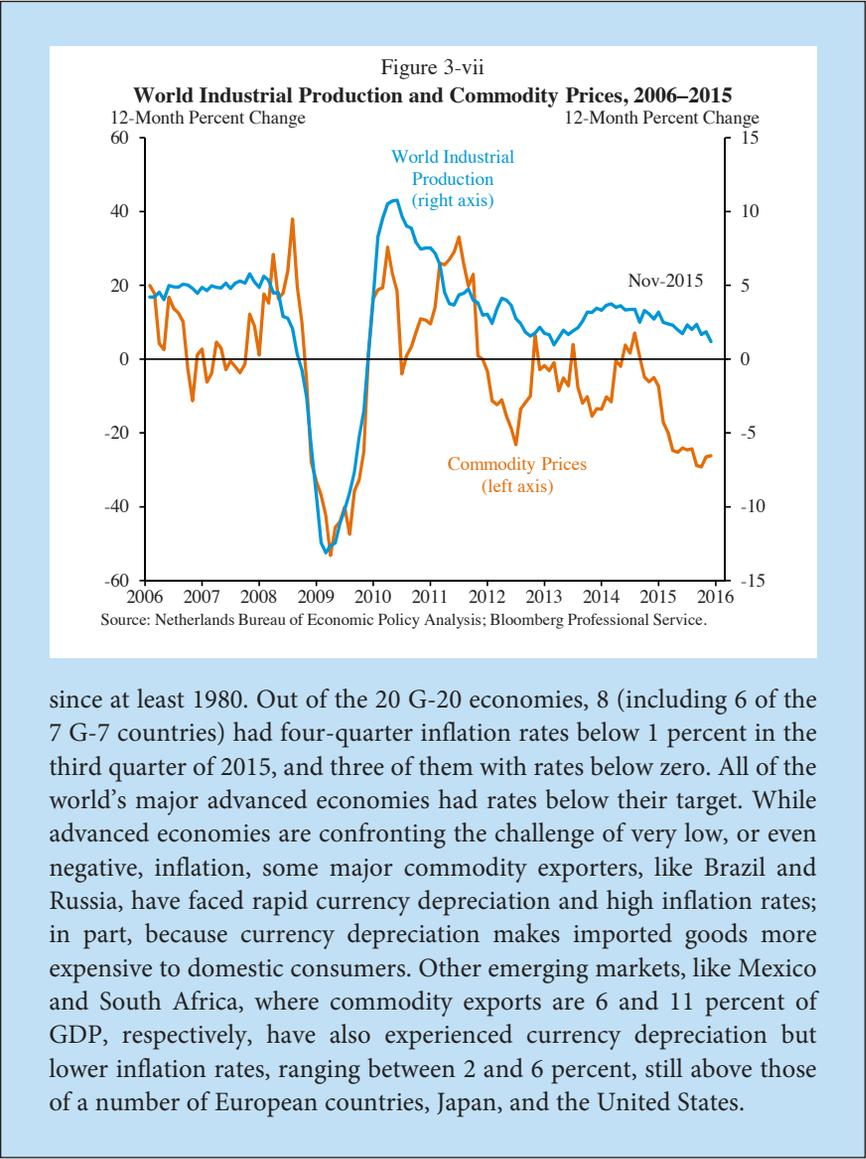 Figure 3-vii
World Industrial Production and Commodity Prices, 2006–2015
12-Month Percent Change
12-Month Percent Change
60
40
20
0
-20
-40
-60
15
10
5
0
-5
-10
-15
World Industrial
Production
(right axis)
Nov-2015
Commodity Prices
(left axis)
2006 2007 2008 2009 2010 2011 2012 2013 2014 2015 2016
Source: Netherlands Bureau of Economic Policy Analysis; Bloomberg Professional Service.
since at least 1980. Out of the 20 G-20 economies, 8 (including 6 of the
7 G-7 countries) had four-quarter inflation rates below 1 percent in the
third quarter of 2015, and three of them with rates below zero. All of the
world’s major advanced economies had rates below their target. While
advanced economies are confronting the challenge of very low, or even
negative, inflation, some major commodity exporters, like Brazil and
Russia, have faced rapid currency depreciation and high inflation rates;
in part, because currency depreciation makes imported goods more
expensive to domestic consumers. Other emerging markets, like Mexico
and South Africa, where commodity exports are 6 and 11 percent of
GDP, respectively, have also experienced currency depreciation but
lower inflation rates, ranging between 2 and 6 percent, still above those
of a number of European countries, Japan, and the United States.